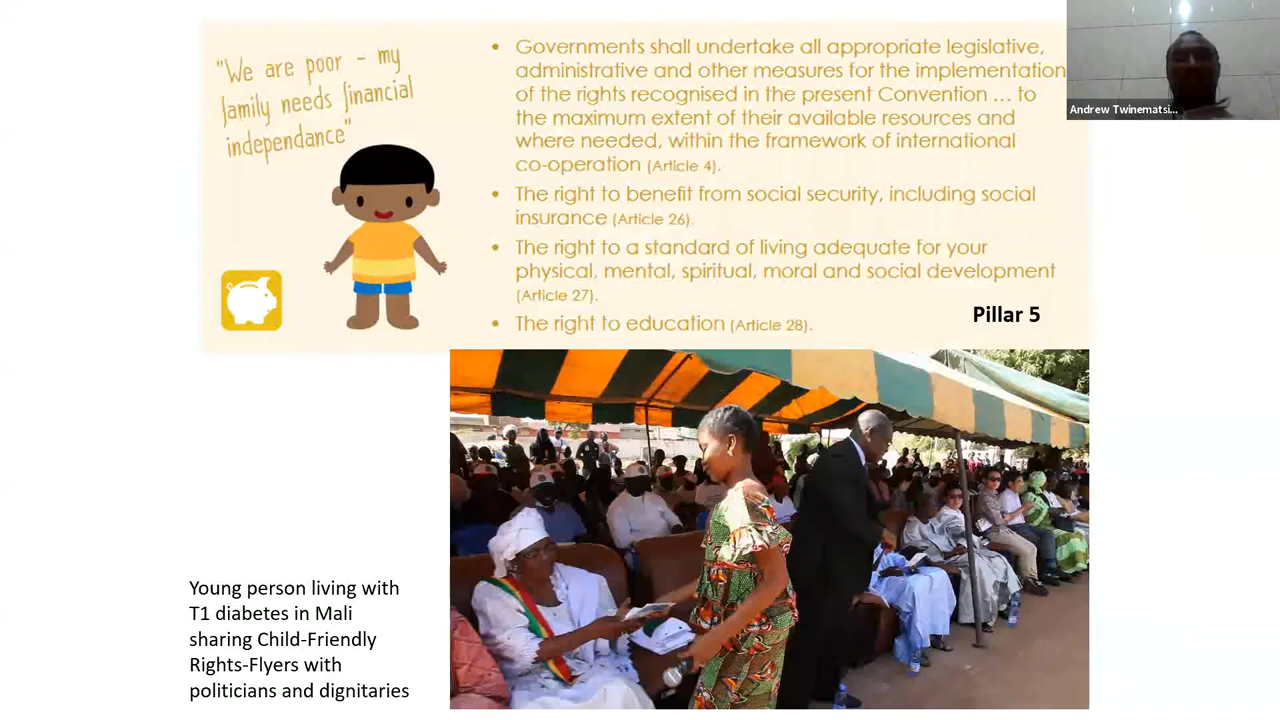 "We are poor – my
family needs financial
independance"
• Governments shall undertake all appropriate legislative,
administrative and other measures for the implementation
of the rights recognised in the present Convention ... to
the maximum extent of their available resources and
where needed, within the framework of international
co-operation (Article 4).
• The right to benefit from social security, including social
insurance (Article 26).
• The right to a standard of living adequate for your
physical, mental, spiritual, moral and social development
(Article 27).
• The right to education (Article 28).
Pillar 5
Andrew Twinematsi...
Young person living with
T1 diabetes in Mali
sharing Child-Friendly
Rights-Flyers with
politicians and dignitaries